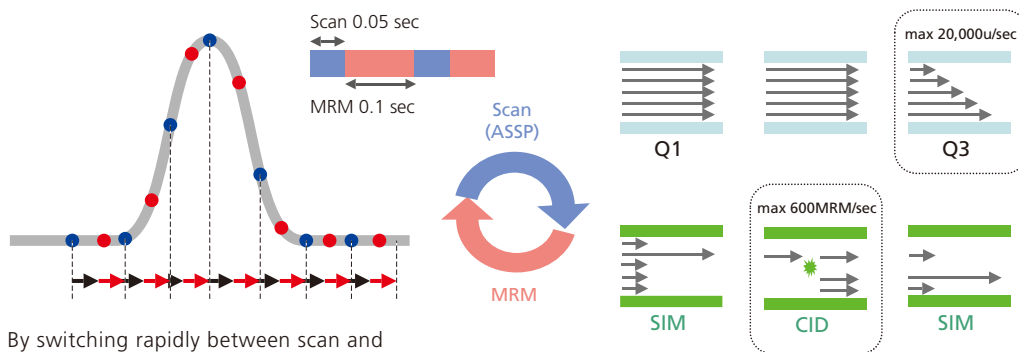 Scan 0.05 sec
MRM 0.1 sec
Scan
(ASSP)
MRM
max 20,000u/sec
Q1
Q3
max 600MRM/sec
SIM
CID
SIM
By switching rapidly between scan and